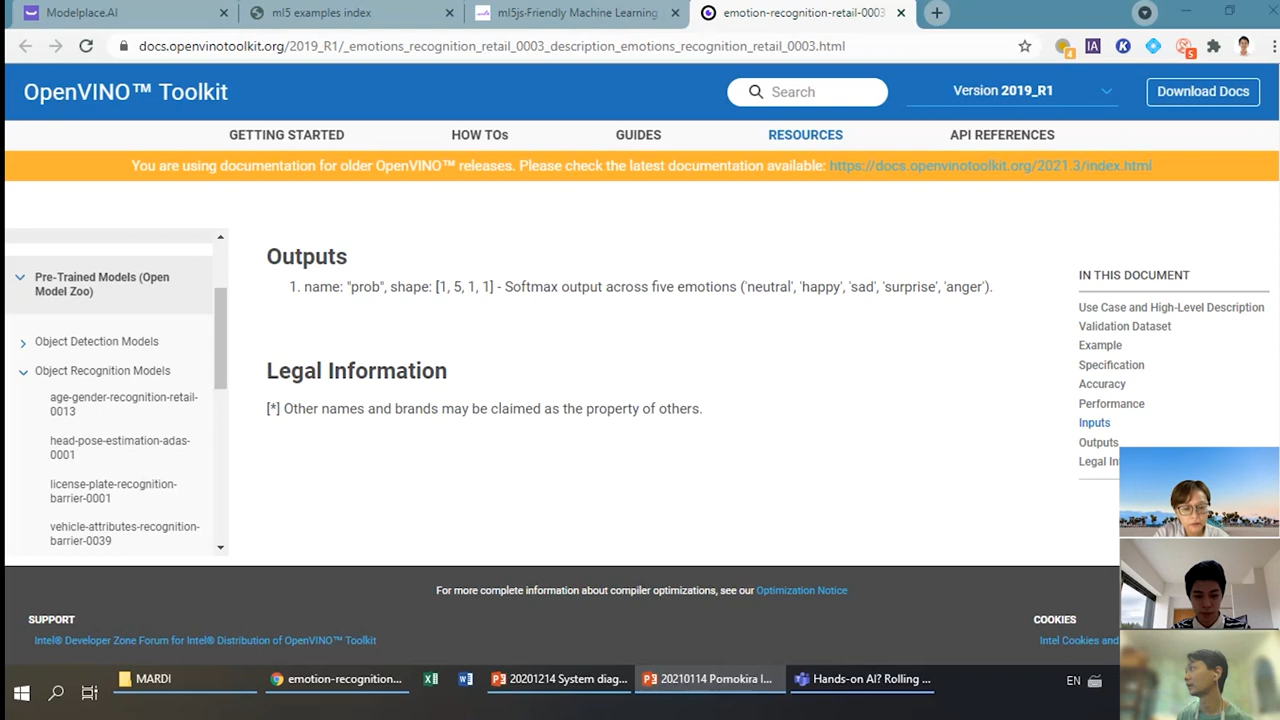 Modelplace.AI
ml5 examples index
ml5js·Friendly Machine Learning
emotion-recognition-retail-0003
docs.openvinotoolkit.org/2019_R1/_emotions_recognition_retail_0003_description_emotions_recognition_retail_0003.html
4
IA
K
5
OpenVINO™ Toolkit
Search
Version 2019_R1
Download Docs
GETTING STARTED
HOW TOs
GUIDES
RESOURCES
API REFERENCES
You are using documentation for older OpenVINO™ releases. Please check the latest documentation available: https://docs.openvinotoolkit.org/2021.3/index.html
Pre-Trained Models (Open
Model Zoo)
Object Detection Models
Object Recognition Models
age-gender-recognition-retail-
0013
head-pose-estimation-adas-
0001
license-plate-recognition-
barrier-0001
vehicle-attributes-recognition-
barrier-0039
Outputs
1. name: "prob", shape: [1, 5, 1, 1] - Softmax output across five emotions ('neutral', 'happy', 'sad', 'surprise', 'anger').
Legal Information
[*] Other names and brands may be claimed as the property of others.
IN THIS DOCUMENT
Use Case and High-Level Description
Validation Dataset
Example
Specification
Accuracy
Performance
Inputs
Outputs
Legal In
For more complete information about compiler optimizations, see our Optimization Notice
SUPPORT
Intel® Developer Zone Forum for Intel® Distribution of OpenVINO™ Toolkit
COOKIES
Intel Cookies and
MARDI
emotion-recognition...
20201214 System diag...
20210114 Pomokira I...
Hands-on AI? Rolling ...
EN